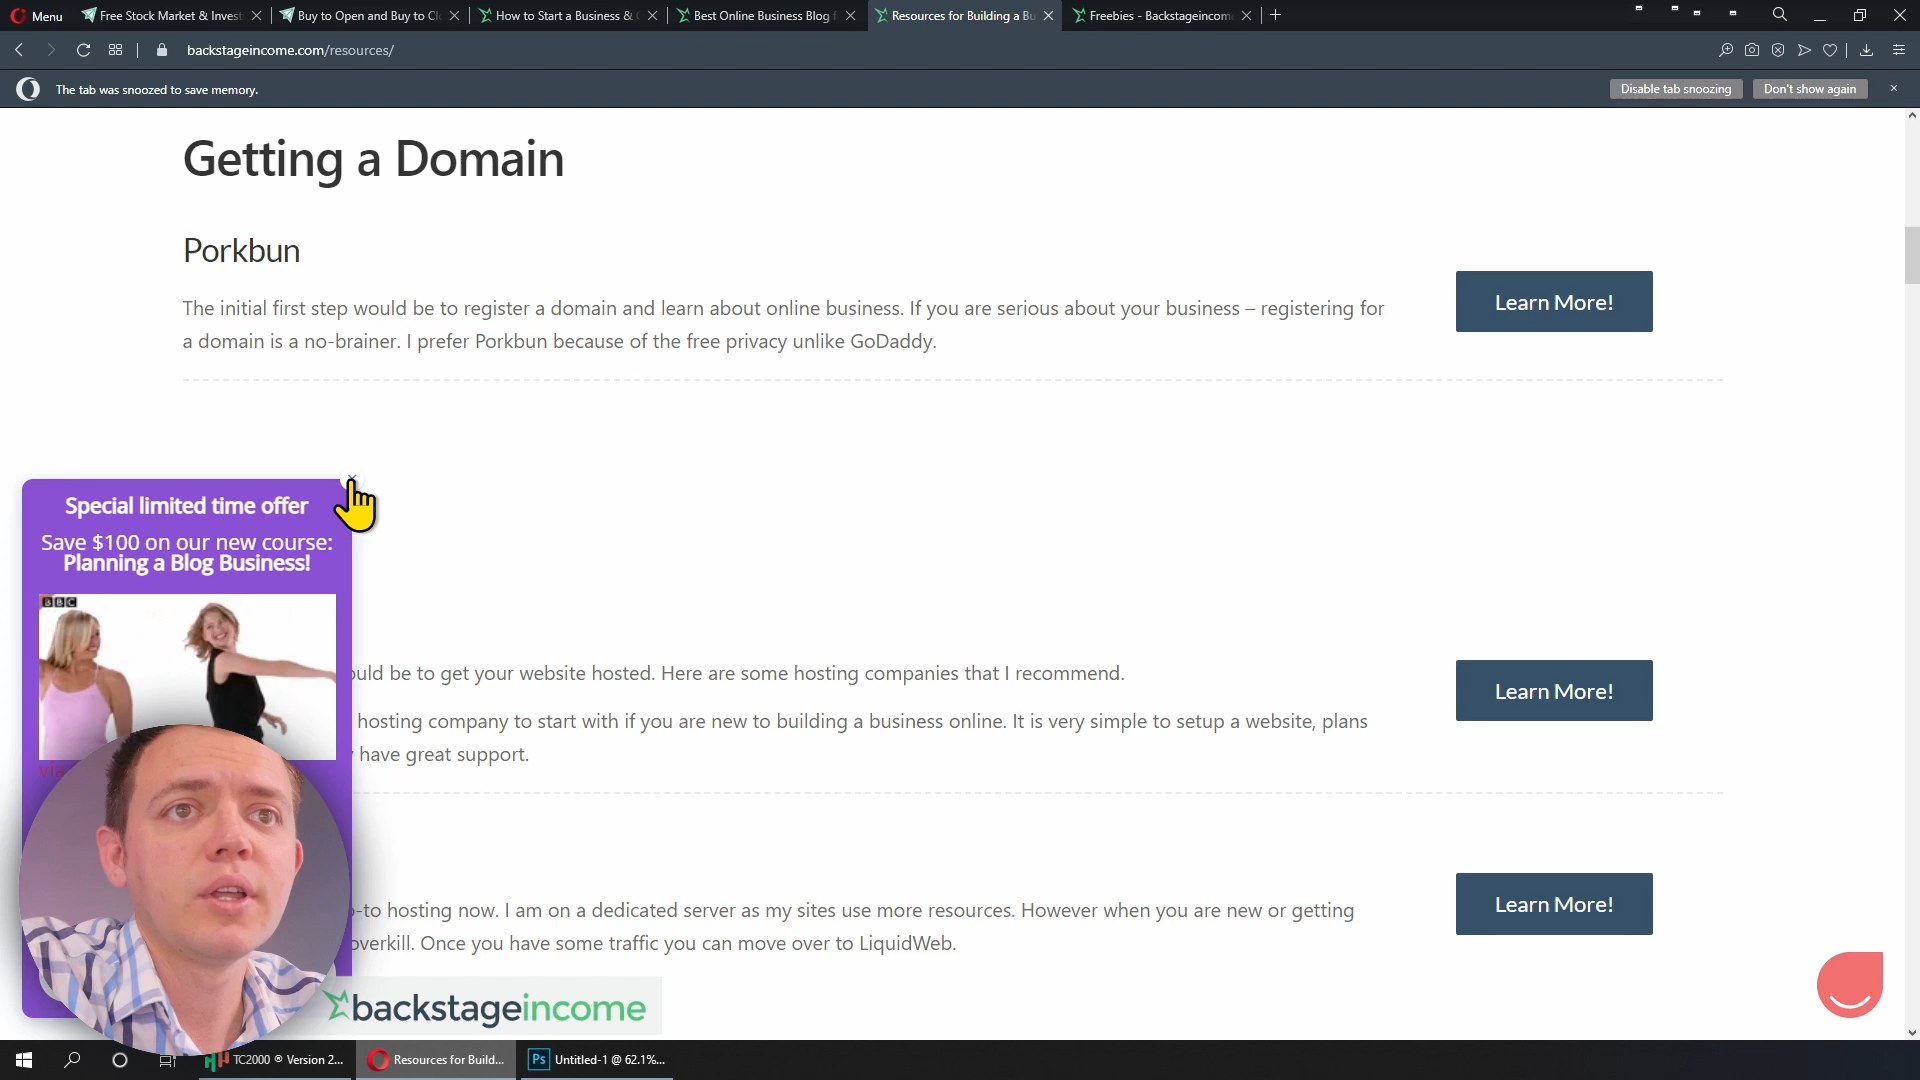 Menu
Free Stock Market & Invest
Buy to Open and Buy to Cl
How to Start a Business &
Best Online Business Blog
Resources for Building a Bu
Freebies - Backstageincom
backstageincome.com/resources/
The tab was snoozed to save memory.
Disable tab snoozing
Don't show again
Getting a Domain
Porkbun
The initial first step would be to register a domain and learn about online business. If you are serious about your business – registering for
a domain is a no-brainer. I prefer Porkbun because of the free privacy unlike GoDaddy.
Learn More!
Special limited time offer
Save $100 on our new course:
Planning a Blog Business!
BBC
via
ould be to get your website hosted. Here are some hosting companies that I recommend.
hosting company to start with if you are new to building a business online. It is very simple to setup a website, plans
have great support.
Learn More!
-to hosting now. I am on a dedicated server as my sites use more resources. However when you are new or getting
overkill. Once you have some traffic you can move over to LiquidWeb.
Learn More!
backstageincome
TC2000 ® Version 2...
Resources for Build...
Ps
Untitled-1 @ 62.1%...